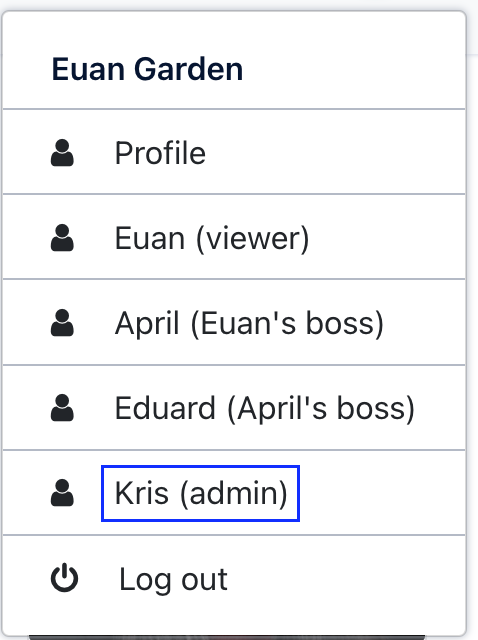 Euan Garden
Profile
Euan (viewer)
April (Euan's boss)
Eduard (April's boss)
Kris (admin)
Log out